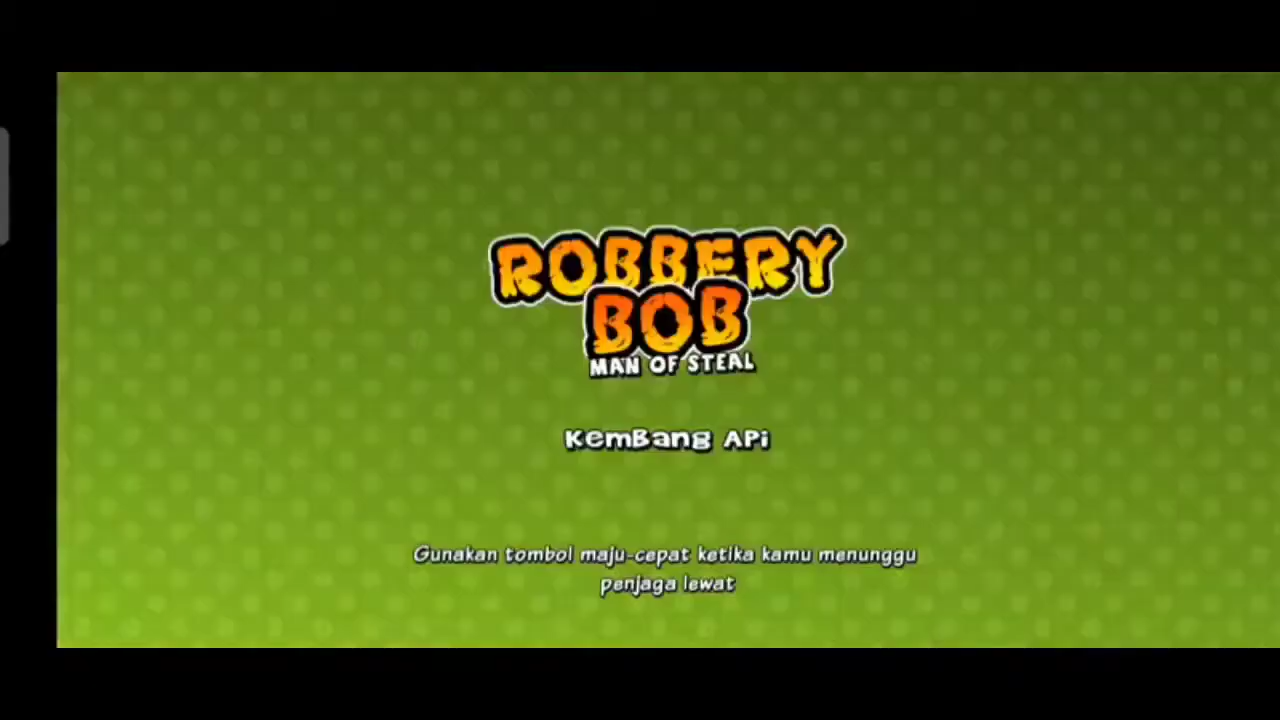 ROBBERY
BOB
MAN OF STEAL
KemBang APi
Gunakan tombol maju-cepat ketika kamu menunggu
penjaga lewat